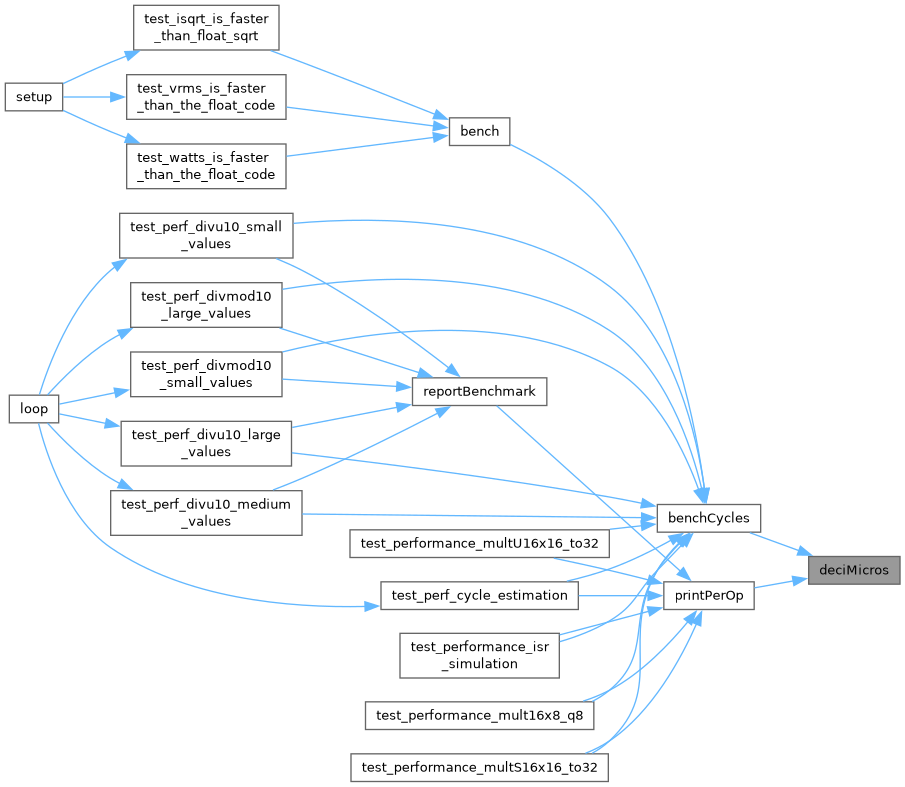 test_isqrt_is_faster
_than_float_sqrt
setup
test_vrms_is_faster
_than_the_float_code
bench
test_watts_is_faster
_than_the_float_code
test_perf_divu10_small
_values
test_perf_divmod10
_large_values
test_perf_divmod10
_small_values
reportBenchmark
loop
test_perf_divu10_large
_values
test_perf_divu10_medium
_values
benchCycles
test_performance_multU16x16_to32
deciMicros
test_perf_cycle_estimation
printPerOp
test_performance_isr
_simulation
test_performance_mult16x8_q8
test_performance_multS16x16_to32